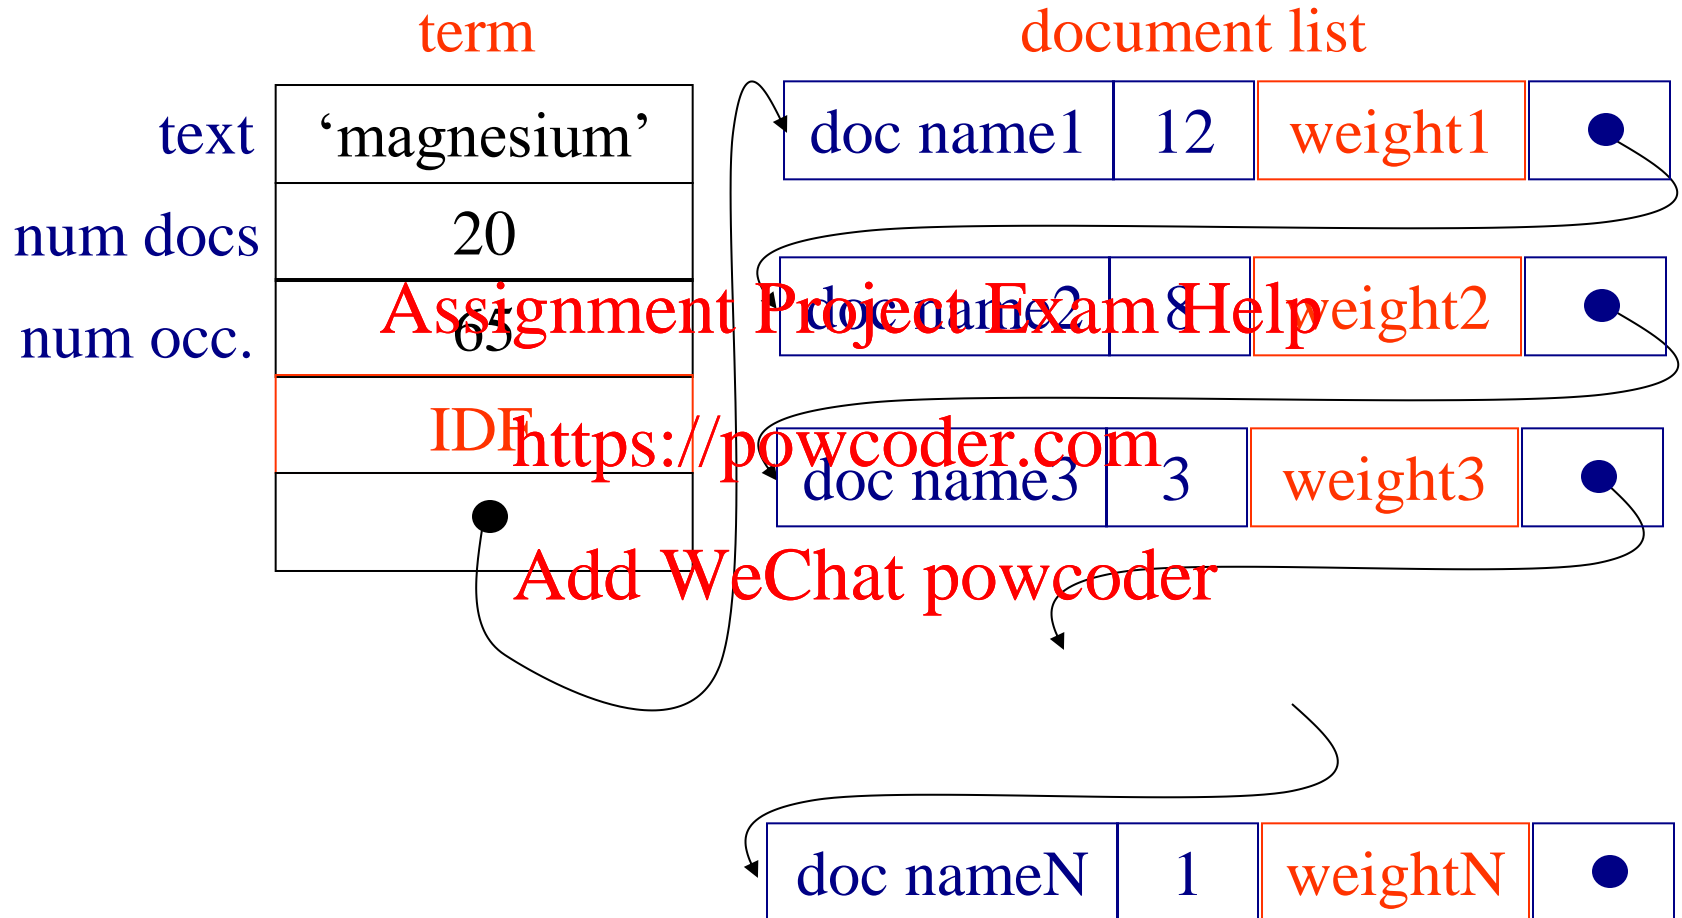 term
document list
text
‘magnesium’
doc name1 12 weight1
num docs
20
doc name2 8 weight2
Assignment Project Exam Help
num occ.
65
IDF
https://powcoder.com
doc name3 3 weight3
Add WeChat powcoder
doc nameN 1 weightN